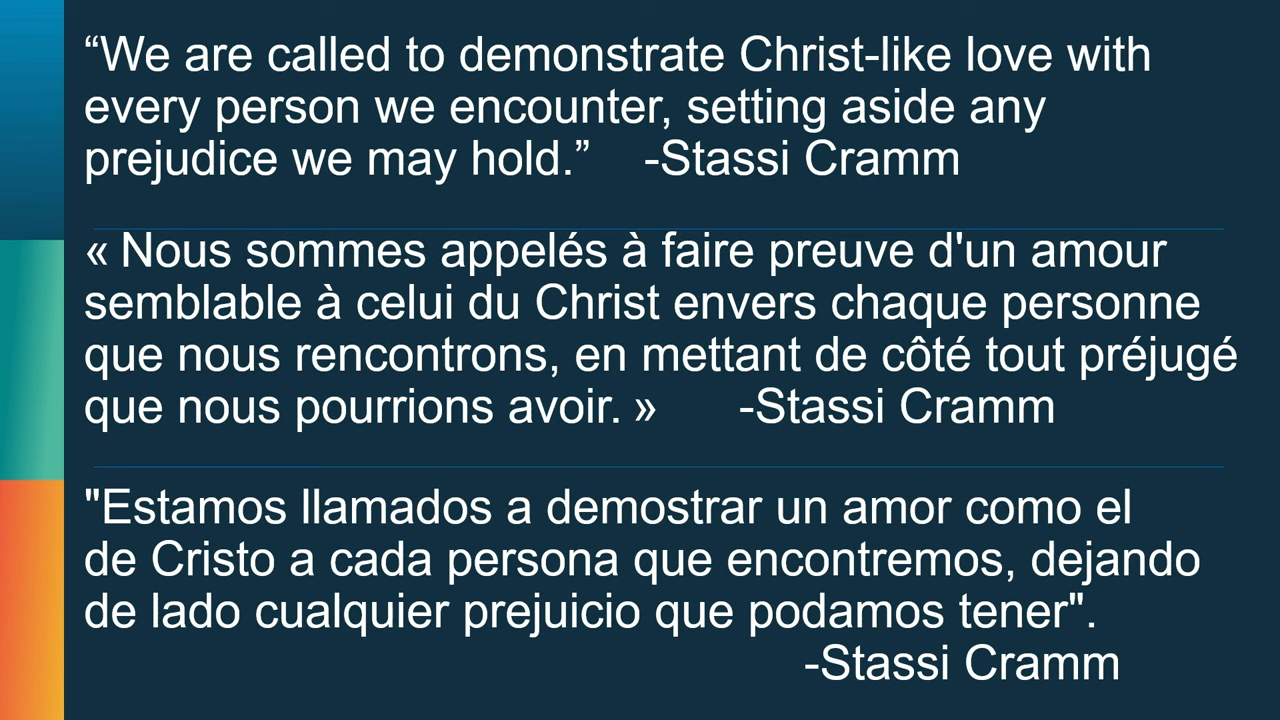 “We are called to demonstrate Christ-like love with
every person we encounter, setting aside any
prejudice we may hold.” -Stassi Cramm
« Nous sommes appelés à faire preuve d'un amour
semblable à celui du Christ envers chaque personne
que nous rencontrons, en mettant de côté tout préjugé
que nous pourrions avoir. » -Stassi Cramm
"Estamos llamados a demostrar un amor como el
de Cristo a cada persona que encontremos, dejando
de lado cualquier prejuicio que podamos tener".
-Stassi Cramm